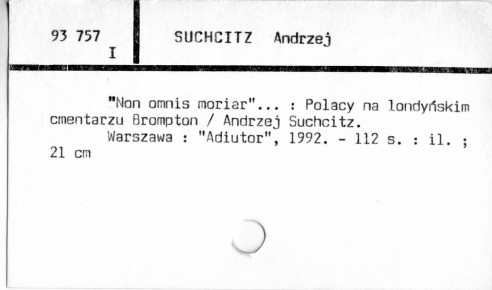 93 757
I
SUCHCITZ Andrzej
"Non omnis moriar"... : Polacy na londyńskim
cmentarzu Brompton / Andrzej Suchcitz.
Warszawa : "Adiutor", 1992. - 112 s. : il. ;
21 cm